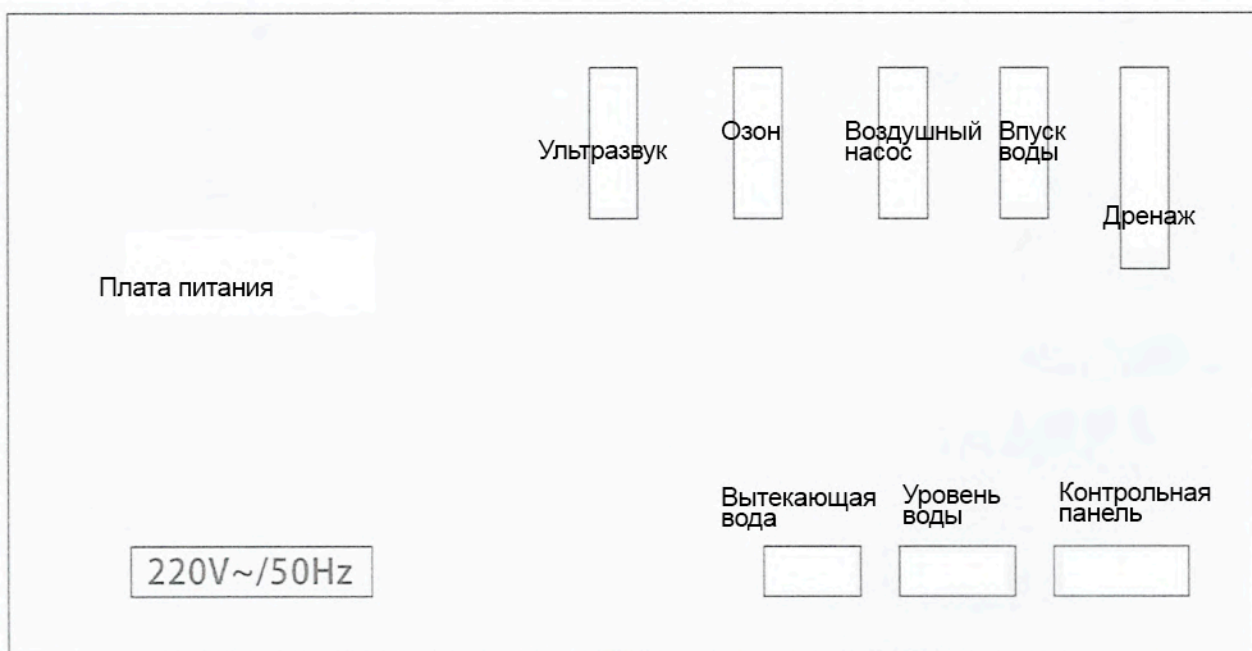 Ультразвук
Озон
Воздушный
насос
Впуск
воды
Дренаж
Плата питания
Вытекающая
вода
Уровень
воды
Контрольная
панель
220V~/50Hz